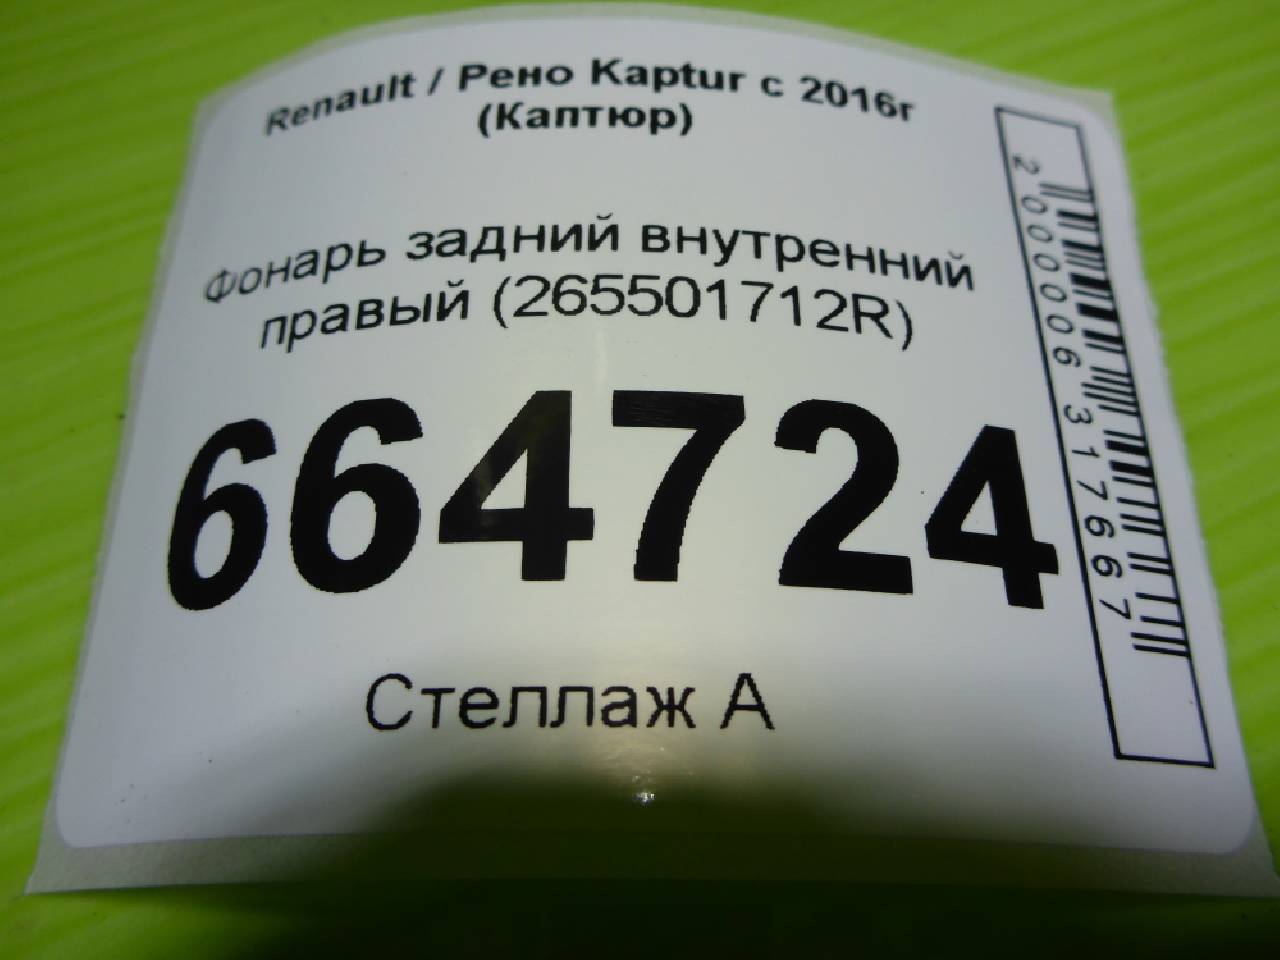 Renault / Рено Kaptur с 2016г
(Каптюр)
Фонарь задний внутренний
правый (265501712R)
664724
Стеллаж А
2000006317667